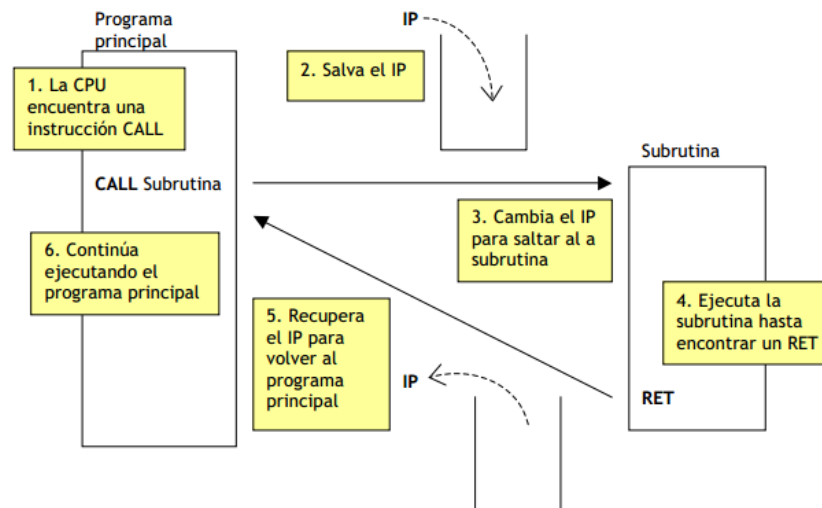 Programa
principal
IP
1. La CPU
encuentra una
instrucción CALL
2. Salva el IP
CALL Subrutina
Subrutina
3. Cambia el IP
para saltar al a
subrutina
6. Continúa
ejecutando el
programa principal
4. Ejecuta la
subrutina hasta
encontrar un RET
5. Recupera
el IP para
volver al
programa
principal
IP
RET